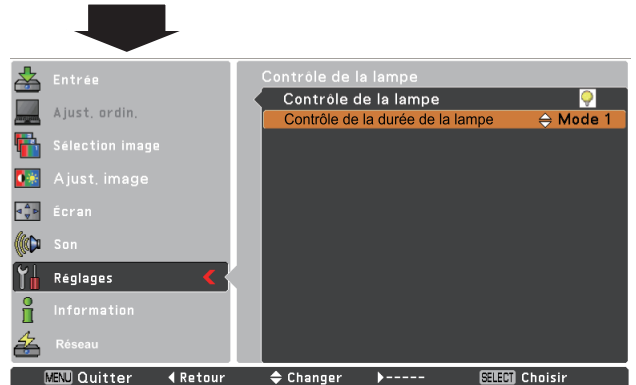 Entrée
Ajust. ordin.
Sélection image
Ajust. image
Écran
Son
Réglages
Information
Réseau
Contrôle de la lampe
Contrôle de la lampe
Contrôle de la durée de la lampe Mode 1
MENU Quitter Retour Changer ----- SELECT Choisir